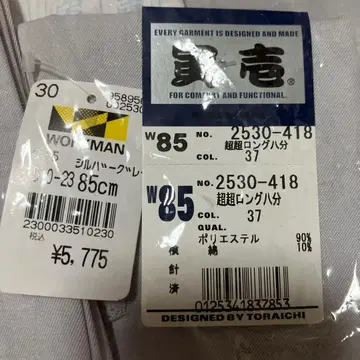 30
WORKMAN
シルバーグレー
85cm
2300033510230
税込
¥5,775
EVERY GARMENT IS DESIGNED AND MADE
寅壱®
FOR COMFORT AND FUNCTIONAL.
W85 NO. 2530-418
超超ロング八分
COL. 37
W85 NO. 2530-418
超超ロング八分
COL. 37
QUAL.
ポリエステル 90%
綿 10%
検針済
0125341837853
DESIGNED BY TORAICHI